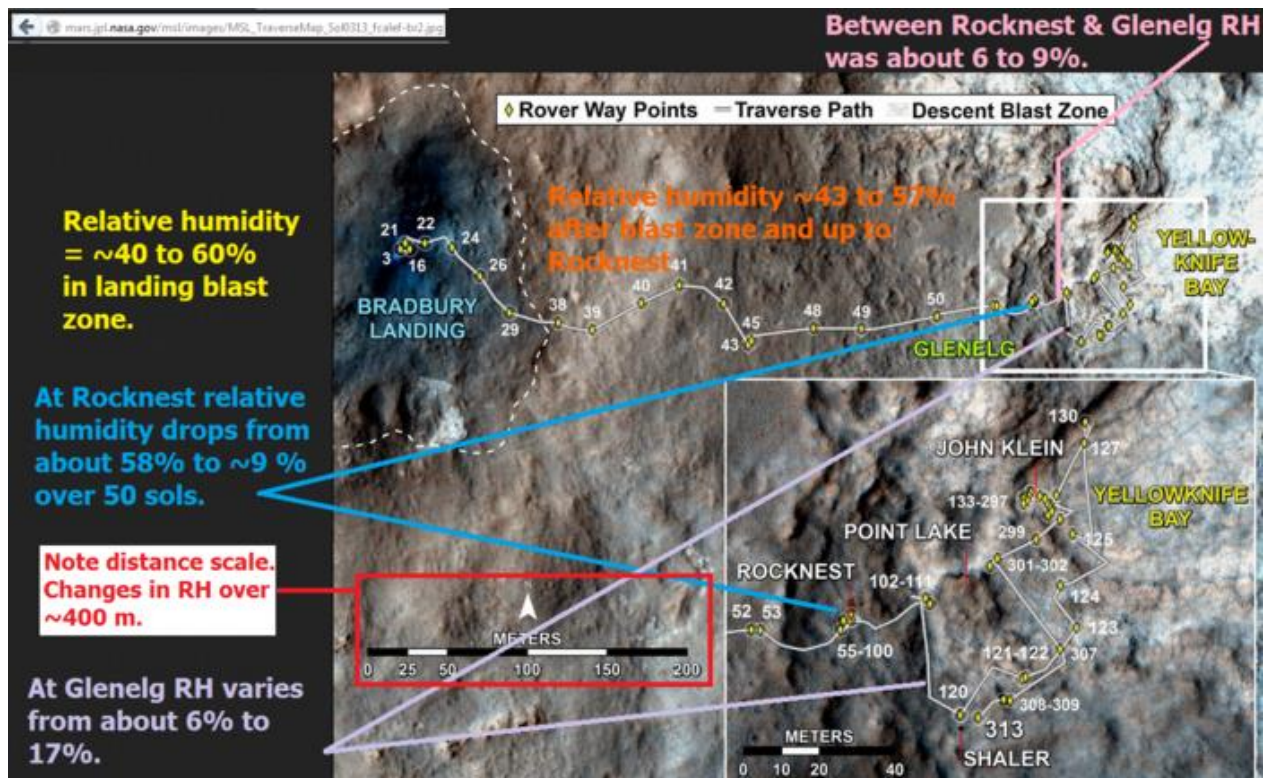 mars.jpl.nasa.gov/msl/images/MSL_TraverseMap_Sol0313_fcalef-br2.jpg
Between Rocknest & Glenelg RH
was about 6 to 9%.
Rover Way Points
Traverse Path
Descent Blast Zone
Relative humidity
= ~40 to 60%
in landing blast
zone.
Relative humidity ~43 to 57%
after blast zone and up to
Rocknest
21
22
24
3
16
26
BRADBURY
LANDING
29
38
39
40
41
42
45
43
48
49
50
GLENELG
YELLOW-
KNIFE
BAY
At Rocknest relative
humidity drops from
about 58% to ~9 %
over 50 sols.
Note distance scale.
Changes in RH over
~400 m.
METERS
0 50 100 150 200
At Glenelg RH varies
from about 6% to
17%.
130
JOHN KLEIN
127
133-297
YELLOWKNIFE
BAY
POINT LAKE
299
125
301-302
ROCKNEST
102-111
124
52 53
123
55-100
121-122
307
120
308-309
313
METERS
SHALER
0 10 20 40